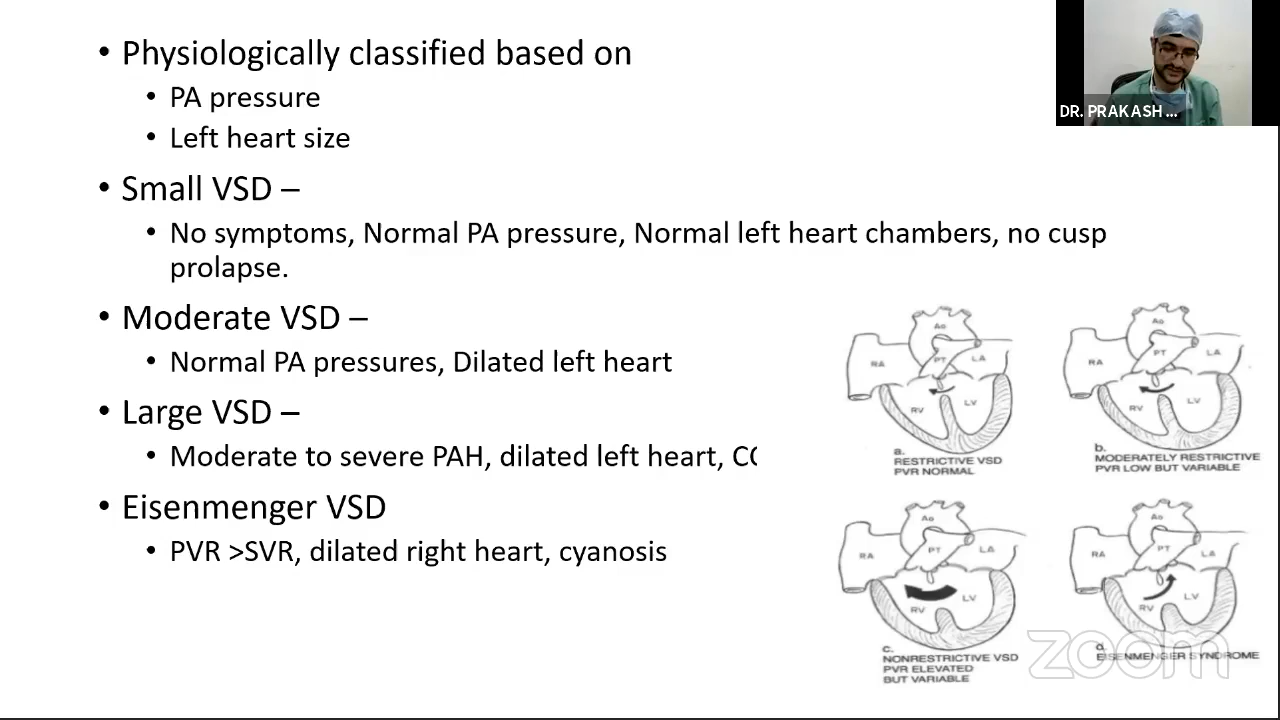 • Physiologically classified based on
• PA pressure
• Left heart size
• Small VSD –
• No symptoms, Normal PA pressure, Normal left heart chambers, no cusp
prolapse.
• Moderate VSD –
• Normal PA pressures, Dilated left heart
• Large VSD –
• Moderate to severe PAH, dilated left heart,
• Eisenmenger VSD
• PVR >SVR, dilated right heart, cyanosis
DR. PRAKASH ...
Ao
RA
PT
LA
RV
LV
a.
RESTRICTIVE VSD
PVR NORMAL
Ao
RA
PT
LA
RV
LV
b.
MODERATELY RESTRICTIVE
PVR LOW BUT VARIABLE
Ao
RA
PT
LA
RV
LV
c.
NONRESTRICTIVE VSD
PVR ELEVATED
BUT VARIABLE
Ao
RA
PT
LA
RV
LV
d.
EISENMENGER SYNDROME
zoom